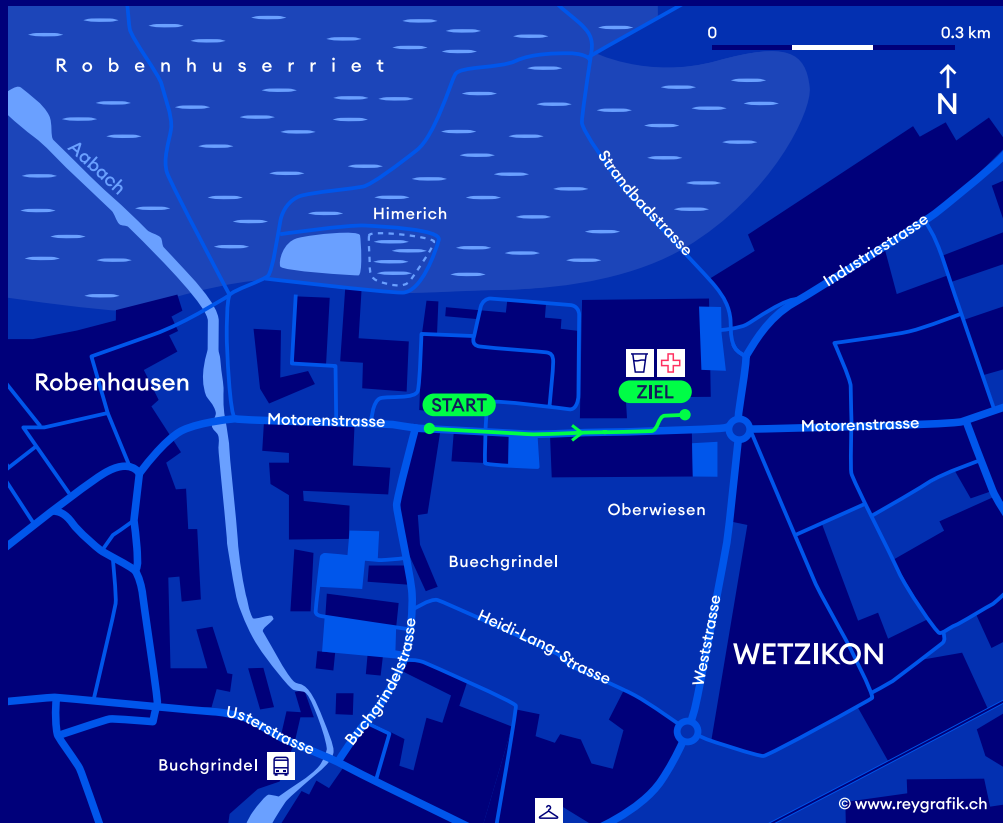 0 0.3 km
Robenhuserriet
N
Aabach
Strandbadstrasse
Himerich
Industriestrasse
Robenhausen
ZIEL
START
Motorenstrasse
Motorenstrasse
Oberwiesen
Buechgrindel
Heidi-Lang-Strasse
Weststrasse
WETZIKON
Buchgrindelstrasse
Usterstrasse
Buchgrindel
© www.reygrafik.ch